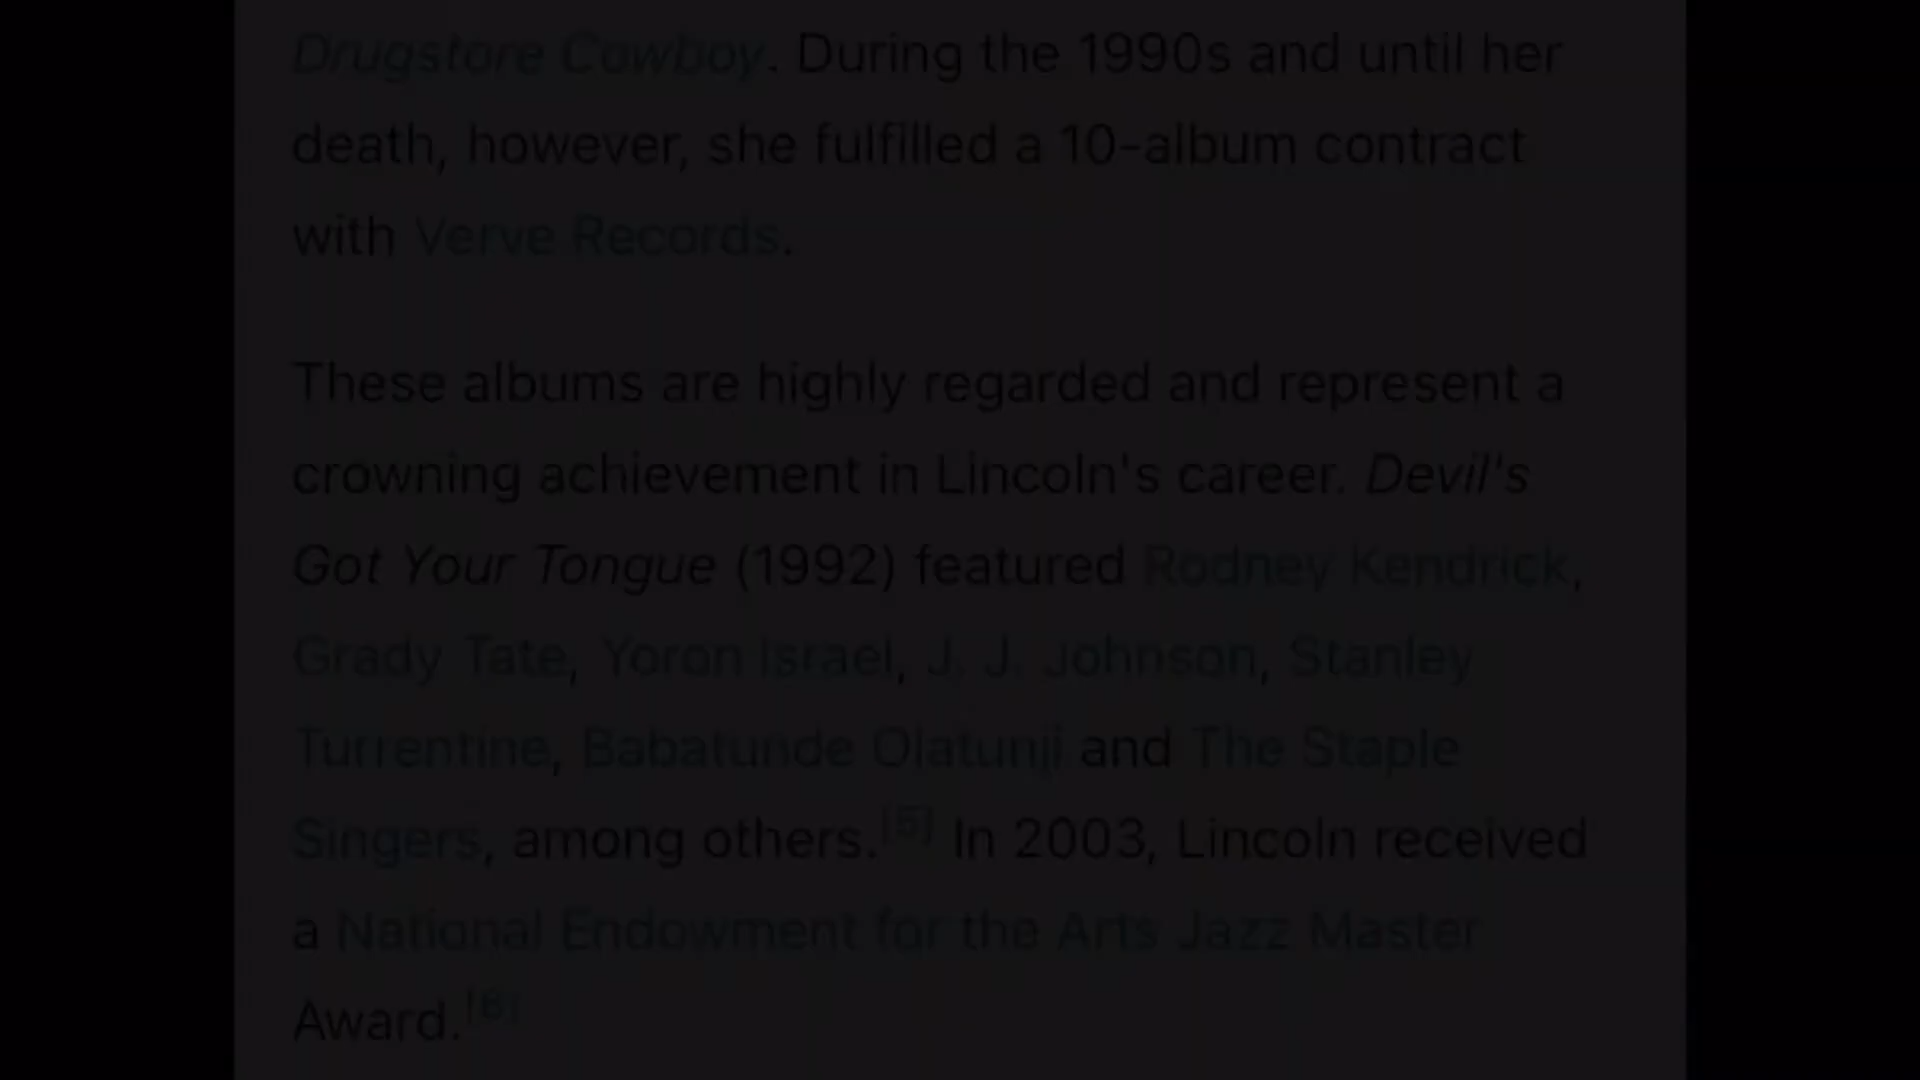 Drugstore Cowboy. During the 1990s and until her
death, however, she fulfilled a 10-album contract
with Verve Records.
These albums are highly regarded and represent a
crowning achievement in Lincoln's career. Devil's
Got Your Tongue (1992) featured Rodney Kendrick,
Grady Tate, Yoron Israel, J. J. Johnson, Stanley
Turrentine, Babatunde Olatunji and The Staple
Singers, among others.[5] In 2003, Lincoln received
a National Endowment for the Arts Jazz Master
Award.[6]